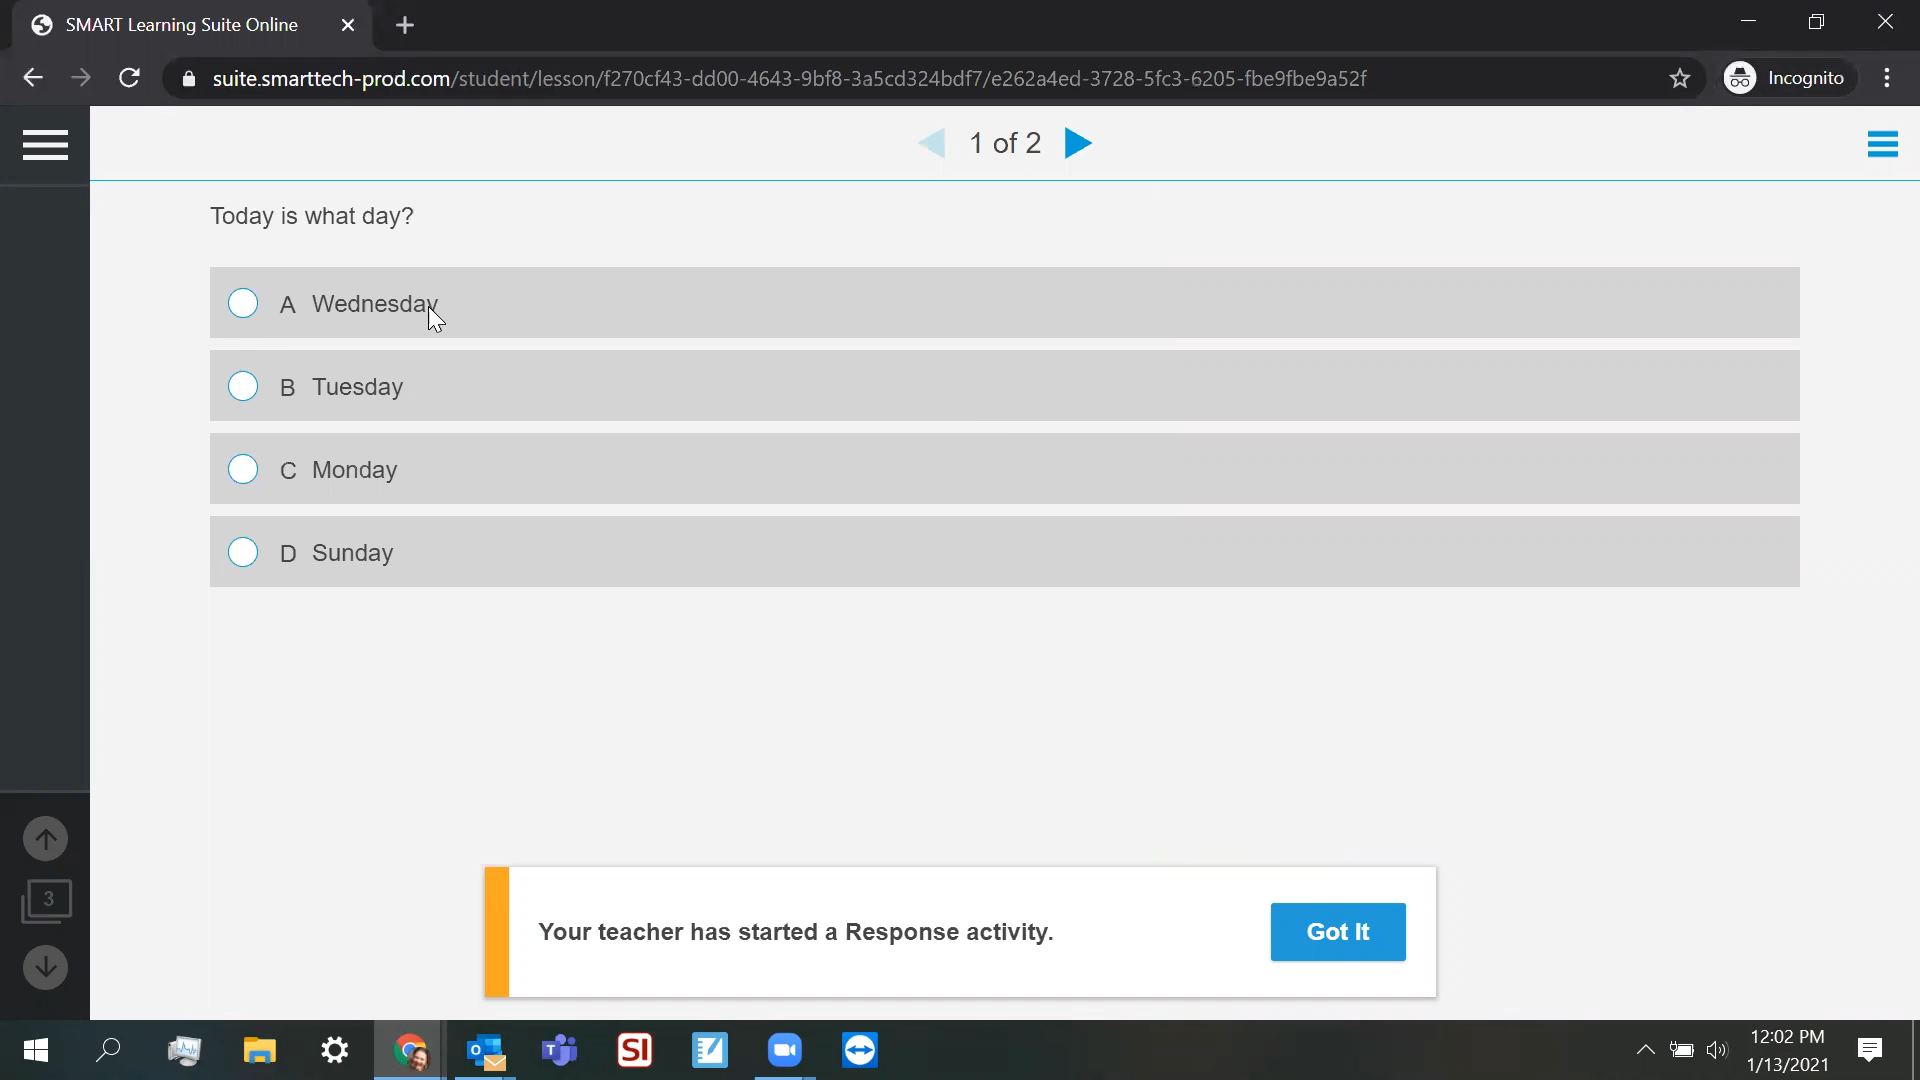 SMART Learning Suite Online
suite.smarttech-prod.com/student/lesson/f270cf43-dd00-4643-9bf8-3a5cd324bdf7/e262a4ed-3728-5fc3-6205-fbe9fbe9a52f
Incognito
1 of 2
Today is what day?
A Wednesday
B Tuesday
C Monday
D Sunday
3
Your teacher has started a Response activity.
Got It
SI
12:02 PM
1/13/2021